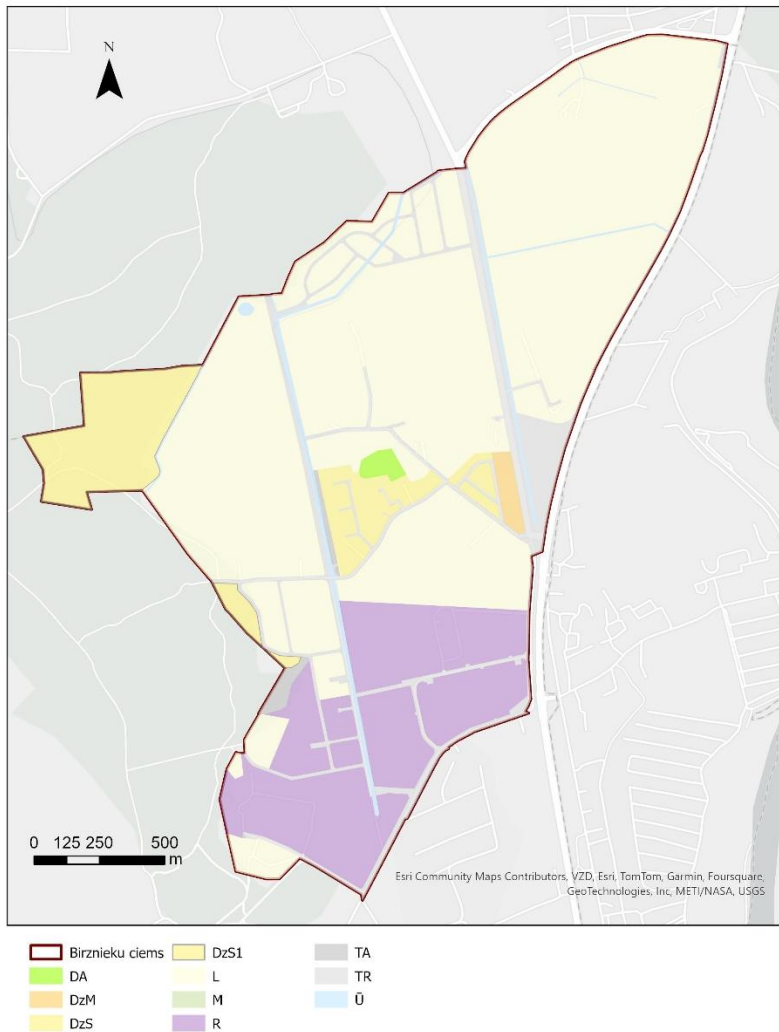 N
0 125 250 500
m
Esri Community Maps Contributors, VZD, Esri, TomTom, Garmin, Foursquare,
GeoTechnologies, Inc, METI/NASA, USGS
Birznieku ciems DzS1 TA
DA L TR
DzM M Ū
DzS R